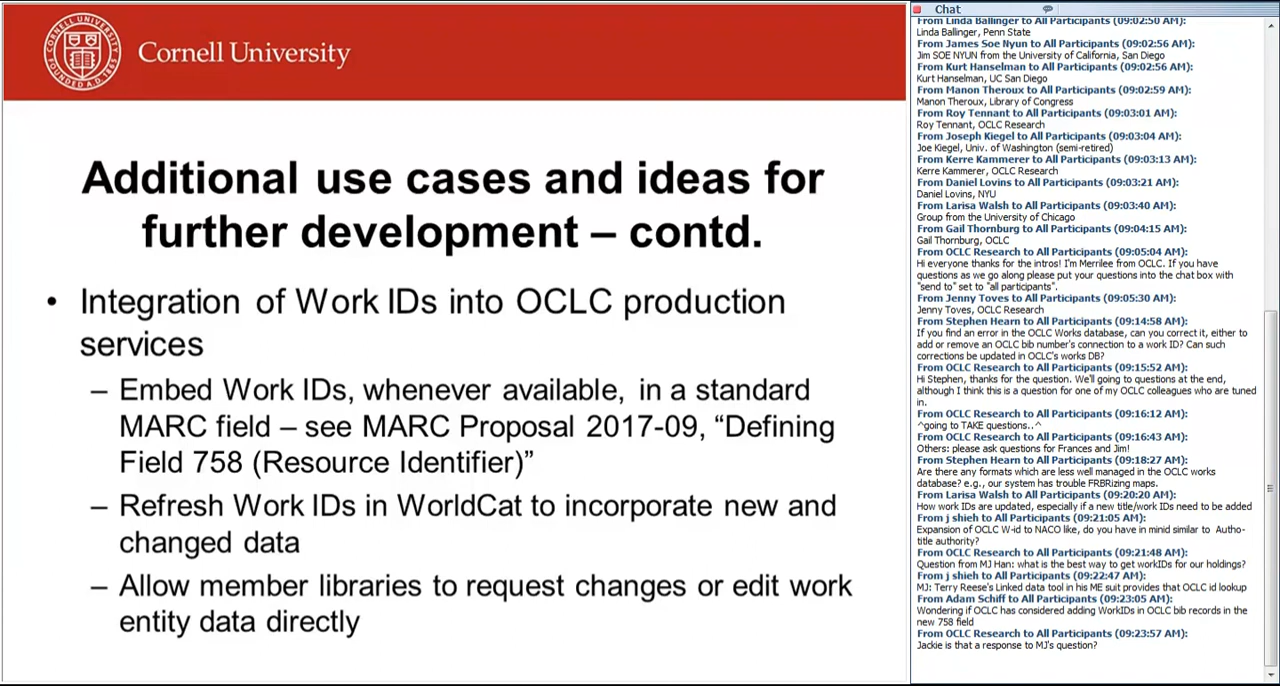 Cornell University
Additional use cases and ideas for
further development – contd.
• Integration of Work IDs into OCLC production
services
– Embed Work IDs, whenever available, in a standard
MARC field – see MARC Proposal 2017-09, “Defining
Field 758 (Resource Identifier)”
– Refresh Work IDs in WorldCat to incorporate new and
changed data
– Allow member libraries to request changes or edit work
entity data directly
Chat
From Linda Ballinger to All Participants (09:02:50 AM):
Linda Ballinger, Penn State
From James Soe Nyun to All Participants (09:02:56 AM):
Jim SOE NYUN from the University of California, San Diego
From Kurt Hanselman to All Participants (09:02:56 AM):
Kurt Hanselman, UC San Diego
From Manon Theroux to All Participants (09:02:59 AM):
Manon Theroux, Library of Congress
From Roy Tennant to All Participants (09:03:01 AM):
Roy Tennant, OCLC Research
From Joseph Kiegel to All Participants (09:03:04 AM):
Joe Kiegel, Univ. of Washington (semi-retired)
From Kerre Kammerer to All Participants (09:03:13 AM):
Kerre Kammerer, OCLC Research
From Daniel Lovins to All Participants (09:03:21 AM):
Daniel Lovins, NYU
From Larisa Walsh to All Participants (09:03:40 AM):
Group from the University of Chicago
From Gail Thornburg to All Participants (09:04:15 AM):
Gail Thornburg, OCLC
From OCLC Research to All Participants (09:05:04 AM):
Hi everyone thanks for the intros! I'm Merrilee from OCLC. If you have
questions as we go along please put your questions into the chat box with
"send to" set to "all participants".
From Jenny Toves to All Participants (09:05:30 AM):
Jenny Toves, OCLC Research
From Stephen Hearn to All Participants (09:14:58 AM):
If you find an error in the OCLC Works database, can you correct it, either to
add or remove an OCLC bib number's connection to a work ID? Can such
corrections be updated in OCLC's works DB?
From OCLC Research to All Participants (09:15:52 AM):
Hi Stephen, thanks for the question. We'll going to questions at the end,
although I think this is a question for one of my OCLC colleagues who are tuned
in.
From OCLC Research to All Participants (09:16:12 AM):
^going to TAKE questions..^
From OCLC Research to All Participants (09:16:43 AM):
Others: please ask questions for Frances and Jim!
From Stephen Hearn to All Participants (09:18:27 AM):
Are there any formats which are less well managed in the OCLC works
database? e.g., our system has trouble FRBRizing maps.
From Larisa Walsh to All Participants (09:20:20 AM):
How work IDs are updated, especially if a new title/work IDs need to be added
From j shieh to All Participants (09:21:05 AM):
Expansion of OCLC W-id to NACO like, do you have in minid similar to Autho-
title authority?
From OCLC Research to All Participants (09:21:48 AM):
Question from MJ Han: what is the best way to get workIDs for our holdings?
From j shieh to All Participants (09:22:47 AM):
MJ: Terry Reese's Linked data tool in his ME suit provides that OCLC id lookup
From Adam Schiff to All Participants (09:23:05 AM):
Wondering if OCLC has considered adding WorkIDs in OCLC bib records in the
new 758 field
From OCLC Research to All Participants (09:23:57 AM):
Jackie is that a response to MJ's question?